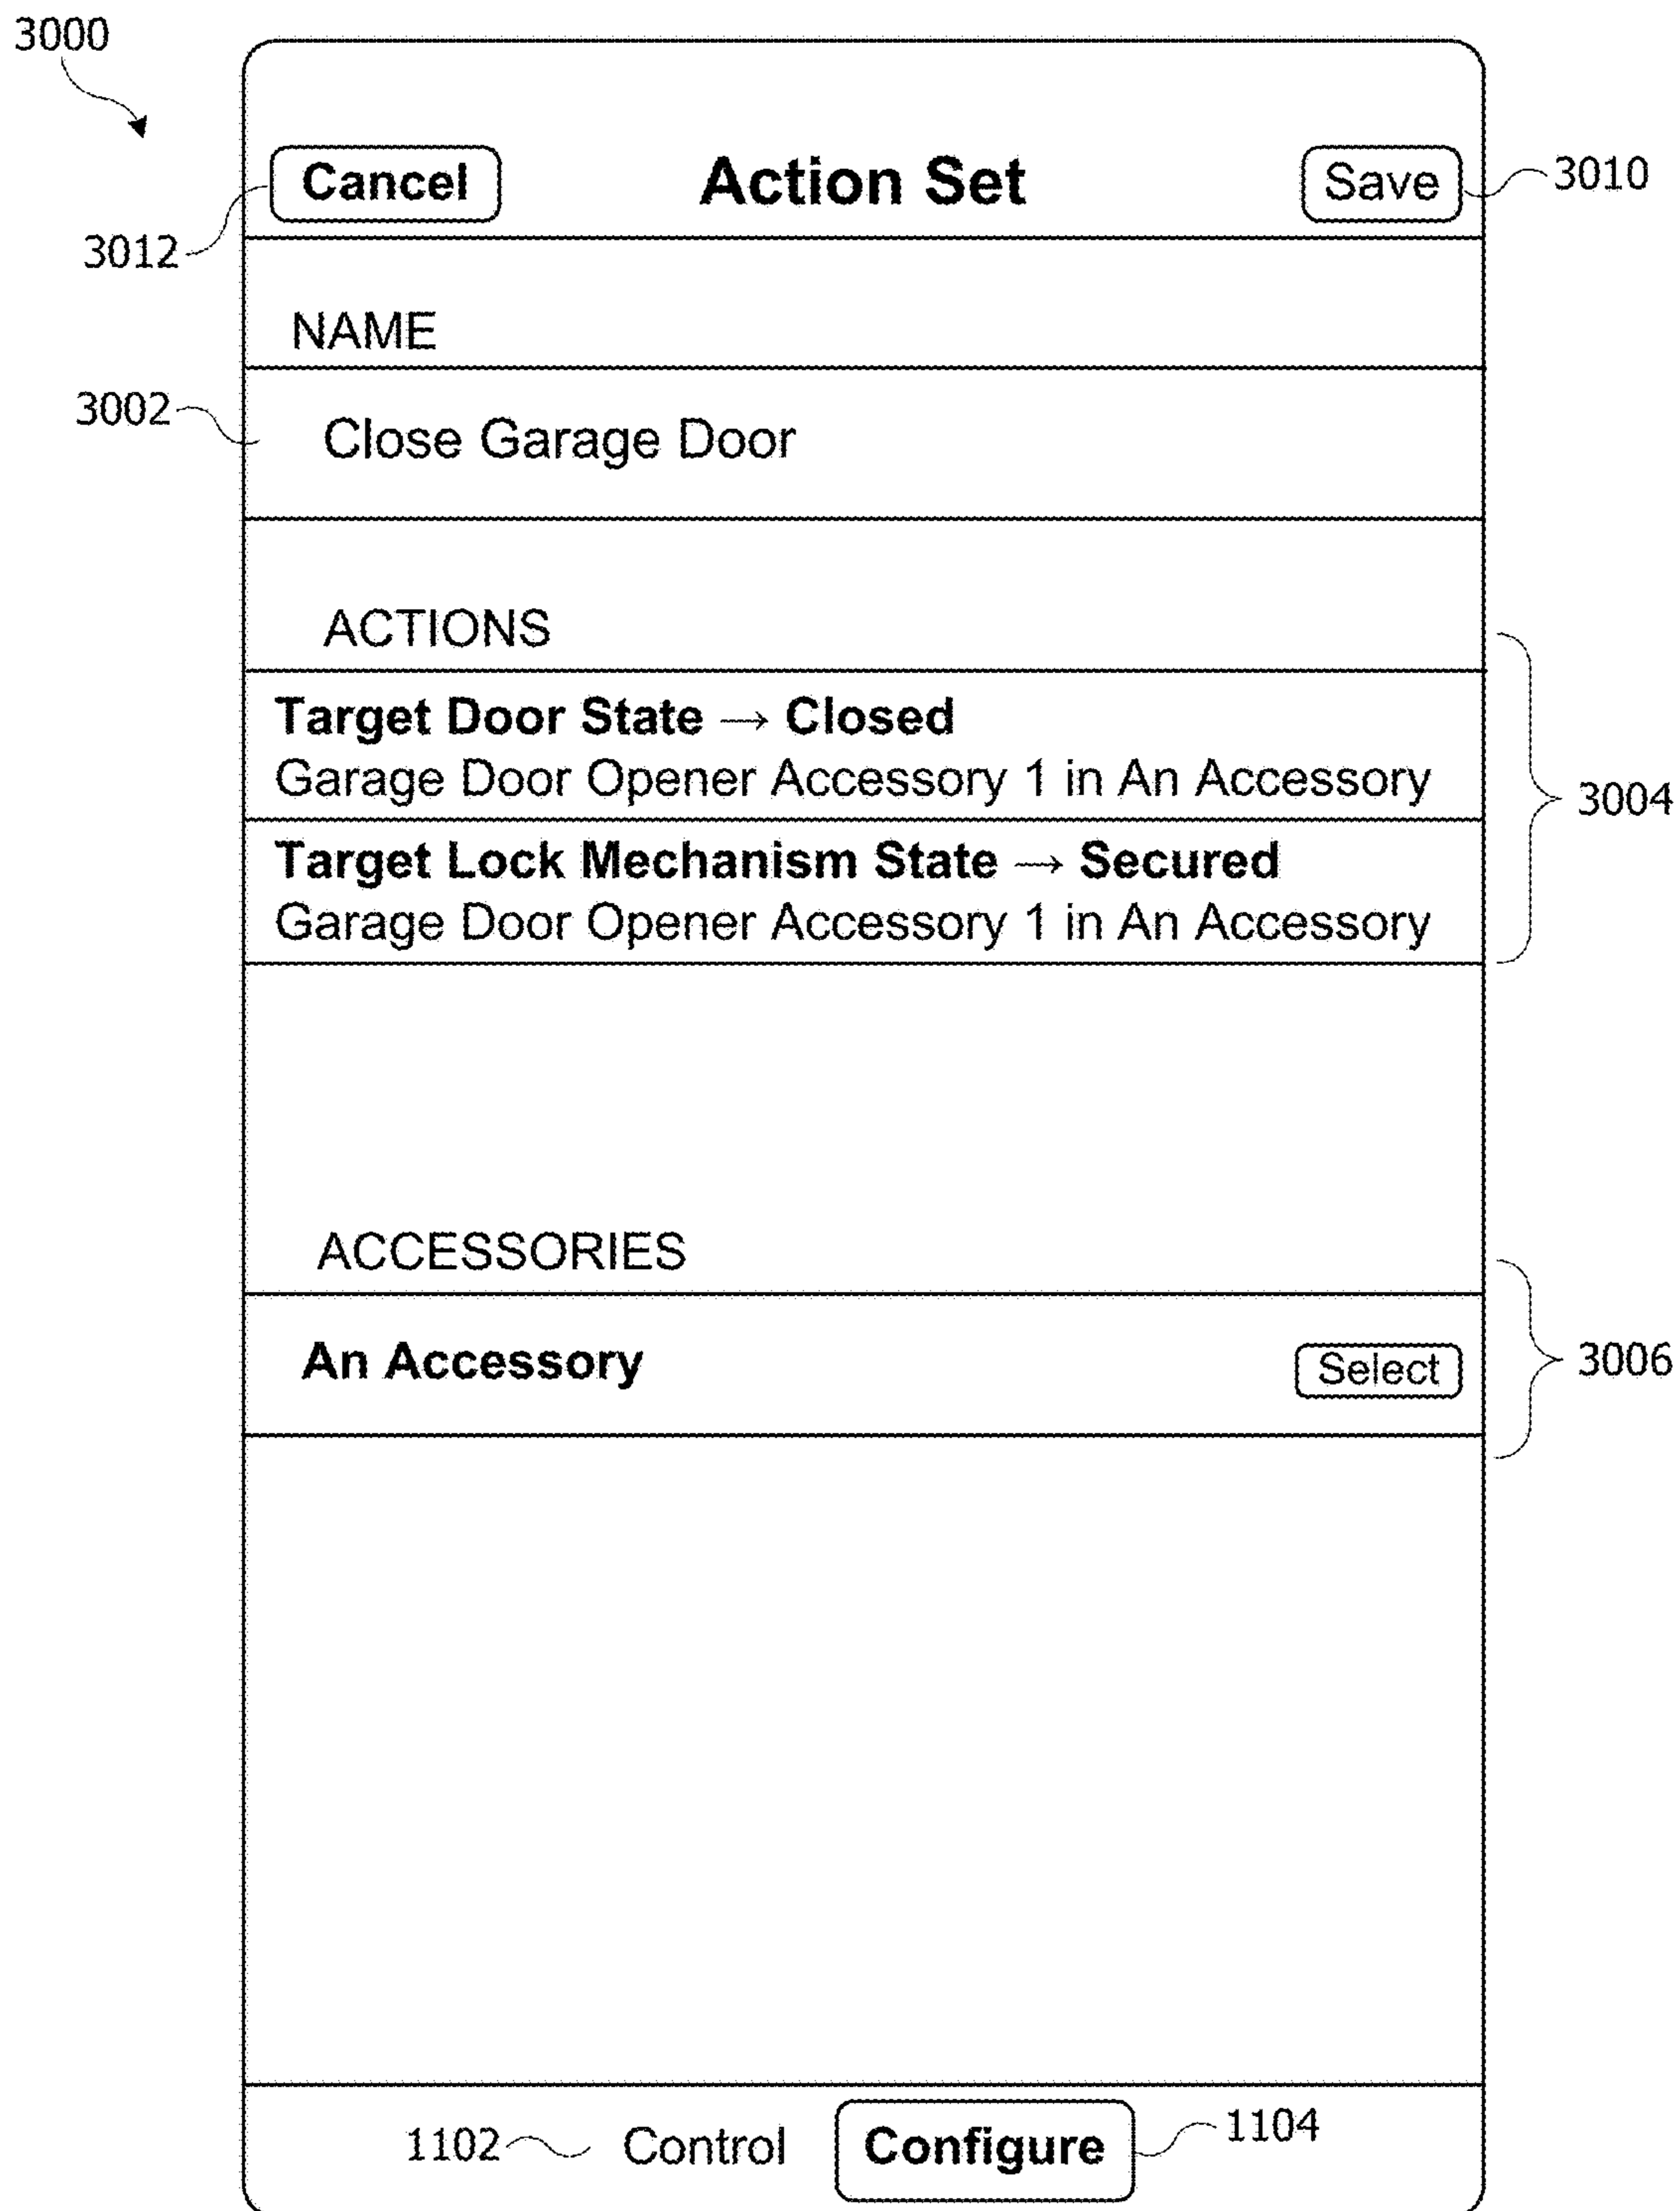 3000
Cancel Action Set Save 3010
3012
NAME
3002 Close Garage Door
ACTIONS
Target Door State → Closed
Garage Door Opener Accessory 1 in An Accessory
3004
Target Lock Mechanism State → Secured
Garage Door Opener Accessory 1 in An Accessory
ACCESSORIES
An Accessory Select 3006
1102 Control Configure 1104